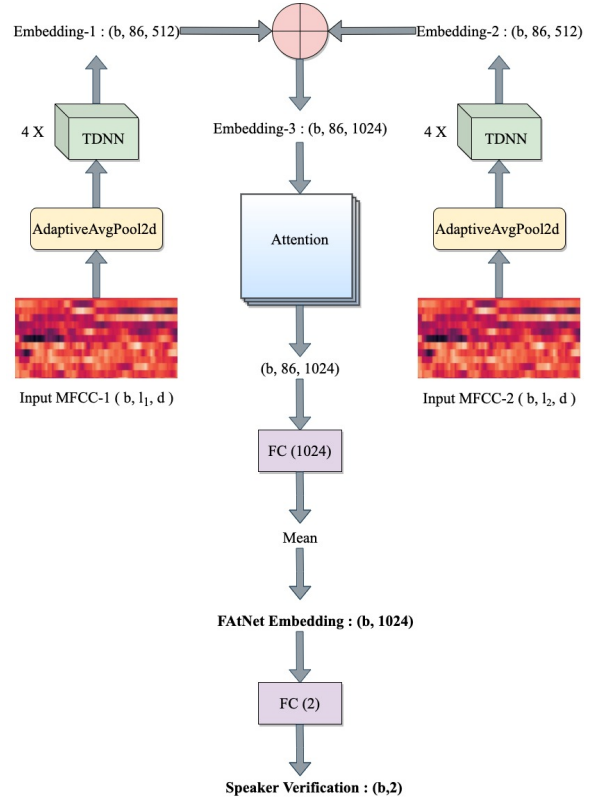 Embedding-1 : (b, 86, 512)
Embedding-2 : (b, 86, 512)
4 X
TDNN
Embedding-3 : (b, 86, 1024)
4 X
TDNN
AdaptiveAvgPool2d
Attention
AdaptiveAvgPool2d
(b, 86, 1024)
Input MFCC-1 ( b, l₁, d )
Input MFCC-2 ( b, l₂, d )
FC (1024)
Mean
FAtNet Embedding : (b, 1024)
FC (2)
Speaker Verification : (b,2)